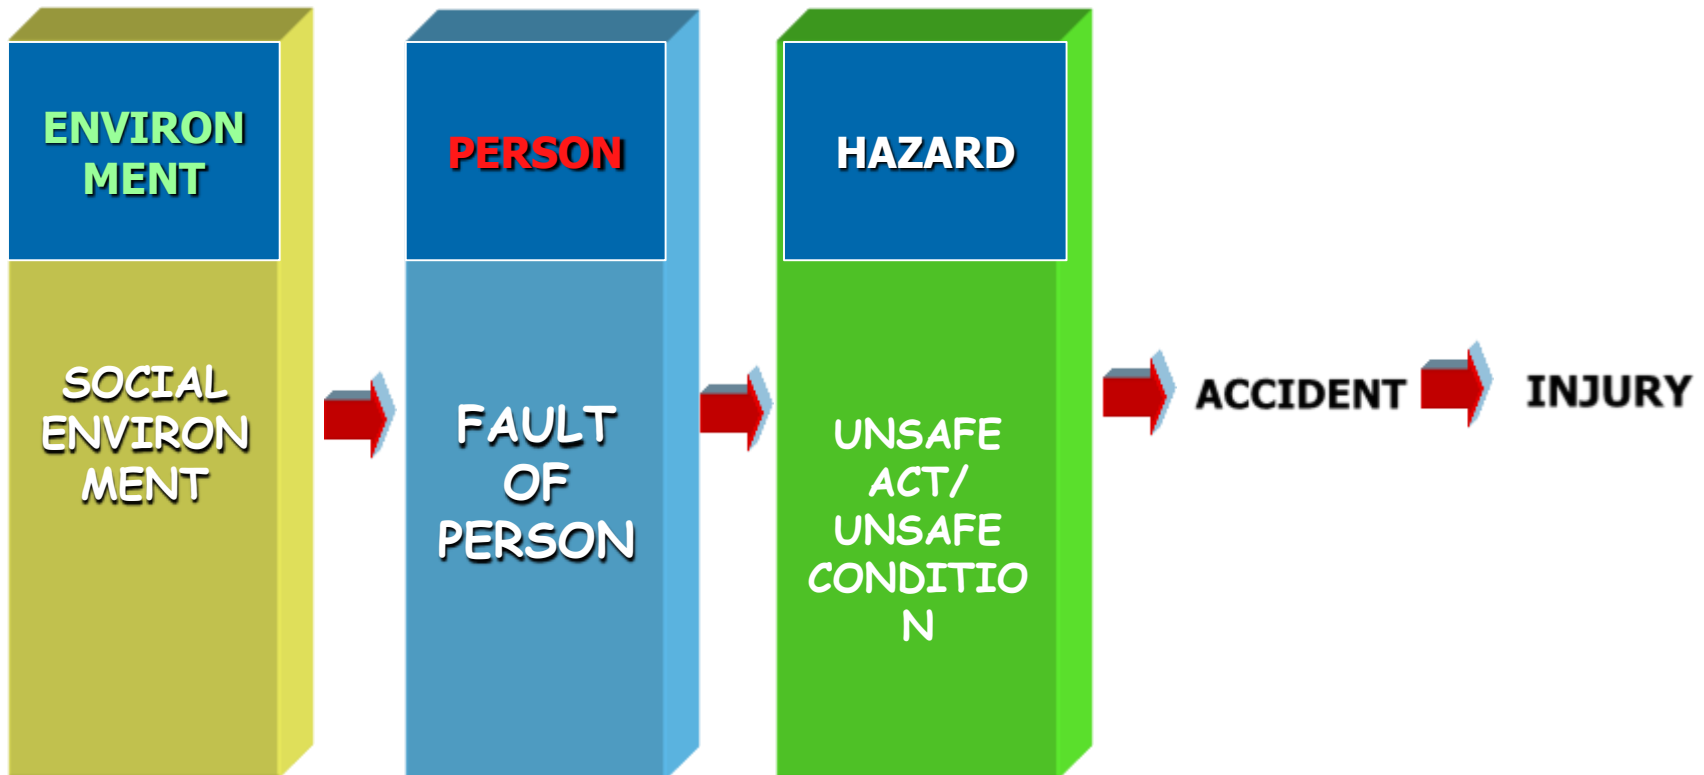 ENVIRON
MENT
SOCIAL
ENVIRON
MENT
PERSON
FAULT
OF
PERSON
HAZARD
UNSAFE
ACT/
UNSAFE
CONDITIO
N
ACCIDENT
INJURY